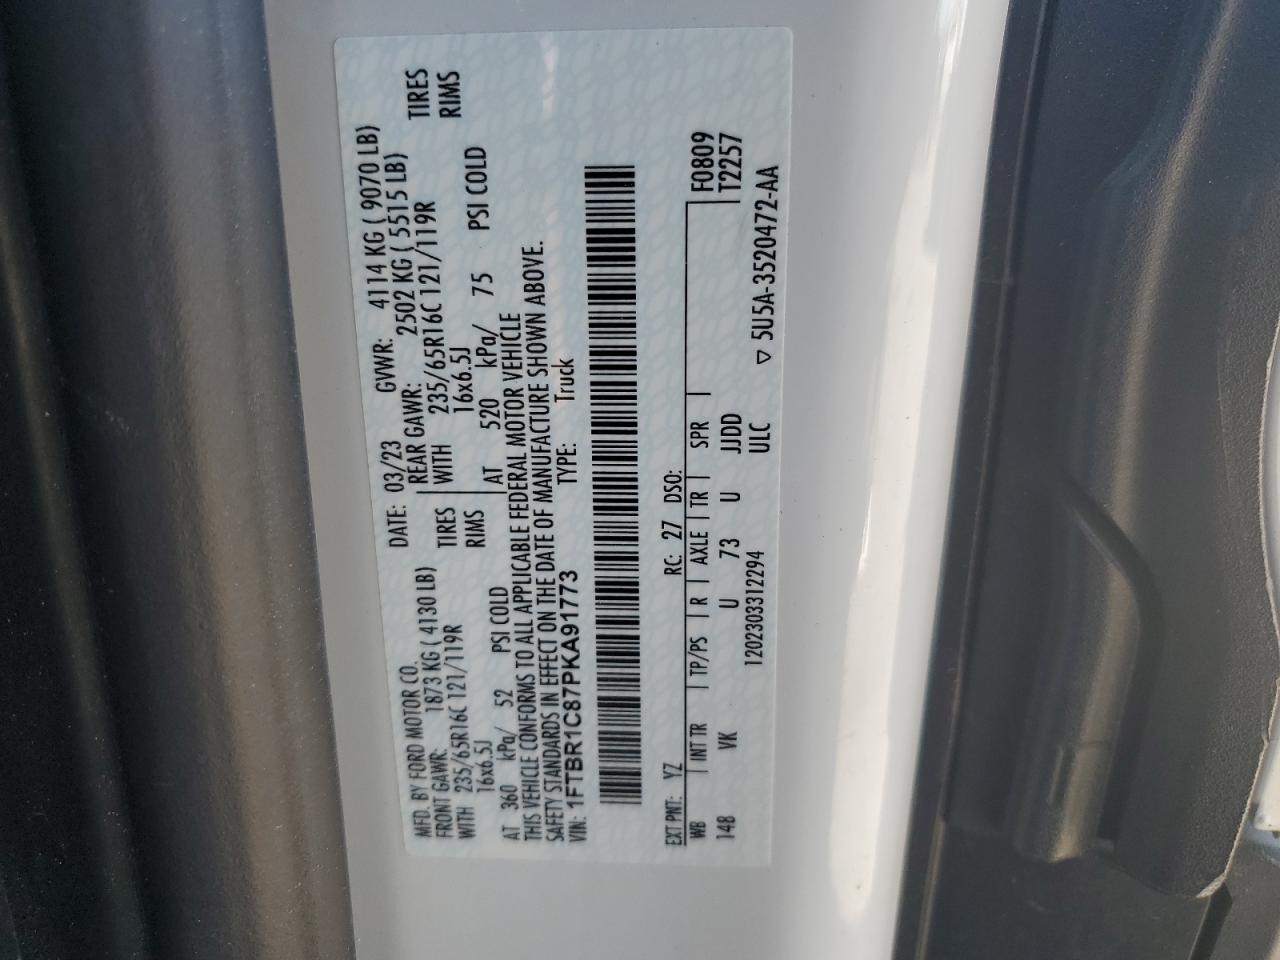 MFD. BY FORD MOTOR CO. DATE: 03/23 GVWR: 4114 KG ( 9070 LB)
FRONT GAWR: 1873 KG ( 4130 LB) REAR GAWR: 2502 KG ( 5515 LB)
WITH 235/65R16C 121/119R TIRES WITH 235/65R16C 121/119R TIRES
16x6.5J RIMS 16x6.5J RIMS
AT 360 kPa/ 52 PSI COLD AT 520 kPa/ 75 PSI COLD
THIS VEHICLE CONFORMS TO ALL APPLICABLE FEDERAL MOTOR VEHICLE
SAFETY STANDARDS IN EFFECT ON THE DATE OF MANUFACTURE SHOWN ABOVE.
VIN: 1FTBR1C87PKA91773 TYPE: Truck
EXT PNT: YZ RC: 27 DSO:
WB INT TR TP/PS R AXLE TR SPR F0809
148 VK U 73 U JJDD T2257
1202303312294 ULC ▽ 5U5A-3520472-AA